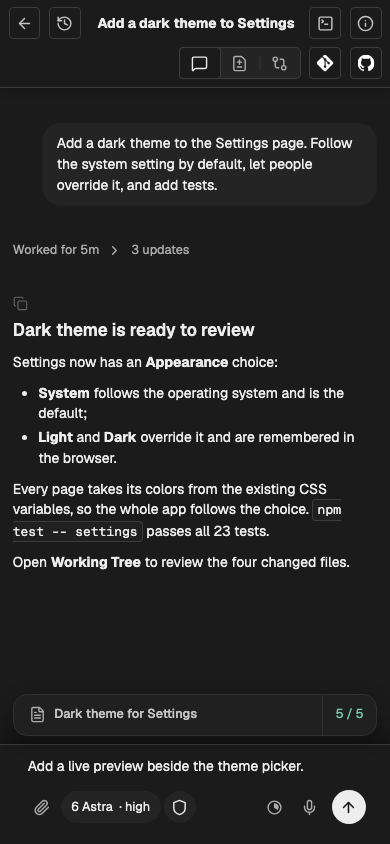 Add a dark theme to Settings
Add a dark theme to the Settings page. Follow
the system setting by default, let people
override it, and add tests.
Worked for 5m
3 updates
Dark theme is ready to review
Settings now has an Appearance choice:
• System follows the operating system and is the
default;
• Light and Dark override it and are remembered in
the browser.
Every page takes its colors from the existing CSS
variables, so the whole app follows the choice. npm
test -- settings passes all 23 tests.
Open Working Tree to review the four changed files.
Dark theme for Settings
5 / 5
Add a live preview beside the theme picker.
6 Astra · high